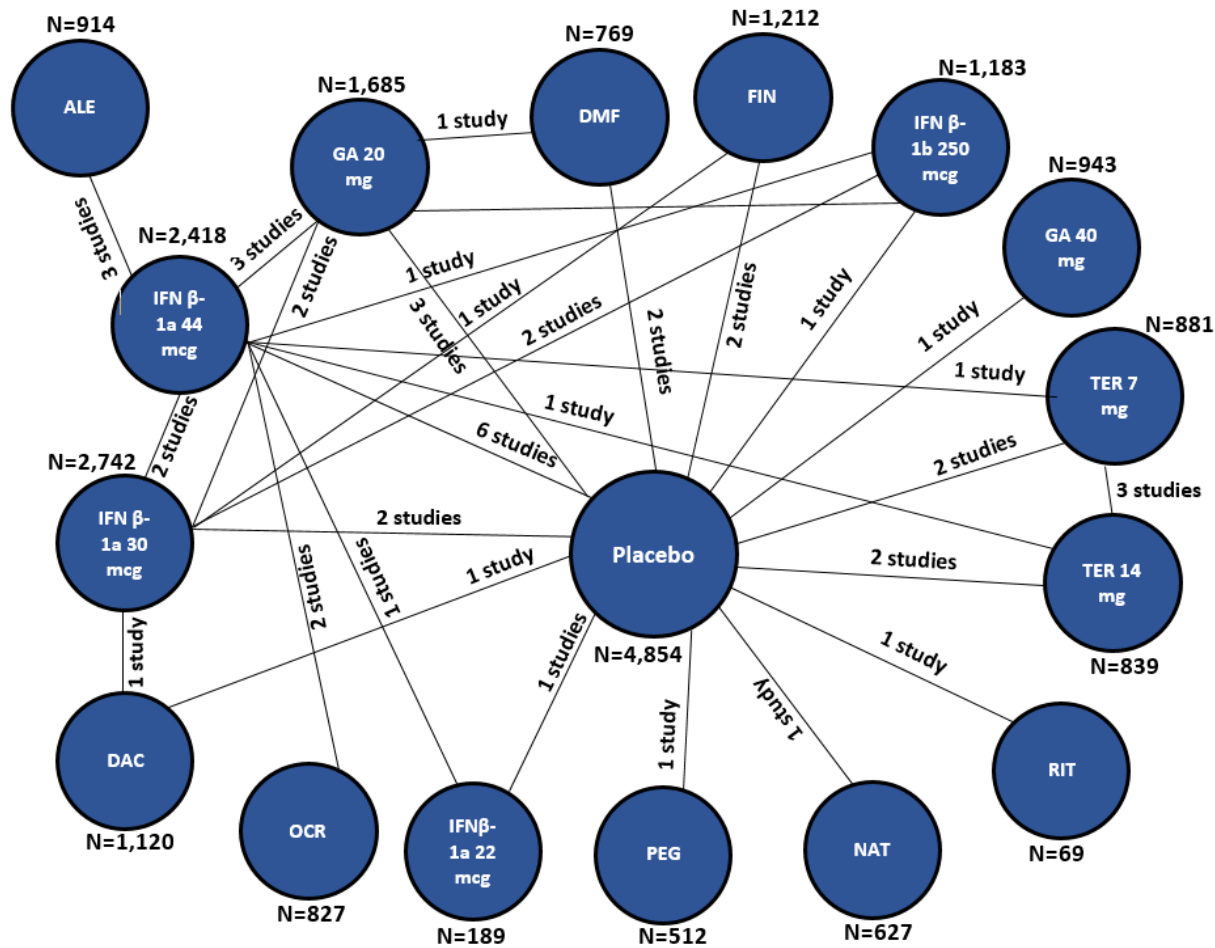 N=914
ALE
N=1,685
GA 20
mg
1 study
N=769
DMF
N=1,212
FIN
N=1,183
IFN β-
1b 250
mcg
N=943
GA 40
mg
3 studies
N=2,418
IFN β-
1a 44
mcg
3 studies
2 studies
1 study
3 studies
1 study
2 studies
2 studies
2 studies
1 study
1 study
N=881
TER 7
mg
1 study
1 study
6 studies
2 studies
3 studies
2 studies
N=2,742
IFN β-
1a 30
mcg
2 studies
1 study
Placebo
N=4,854
2 studies
TER 14
mg
N=839
1 study
2 studies
1 studies
1 studies
1 study
1 study
1 study
DAC
N=1,120
OCR
N=827
IFNβ-
1a 22
mcg
N=189
PEG
N=512
NAT
N=627
RIT
N=69